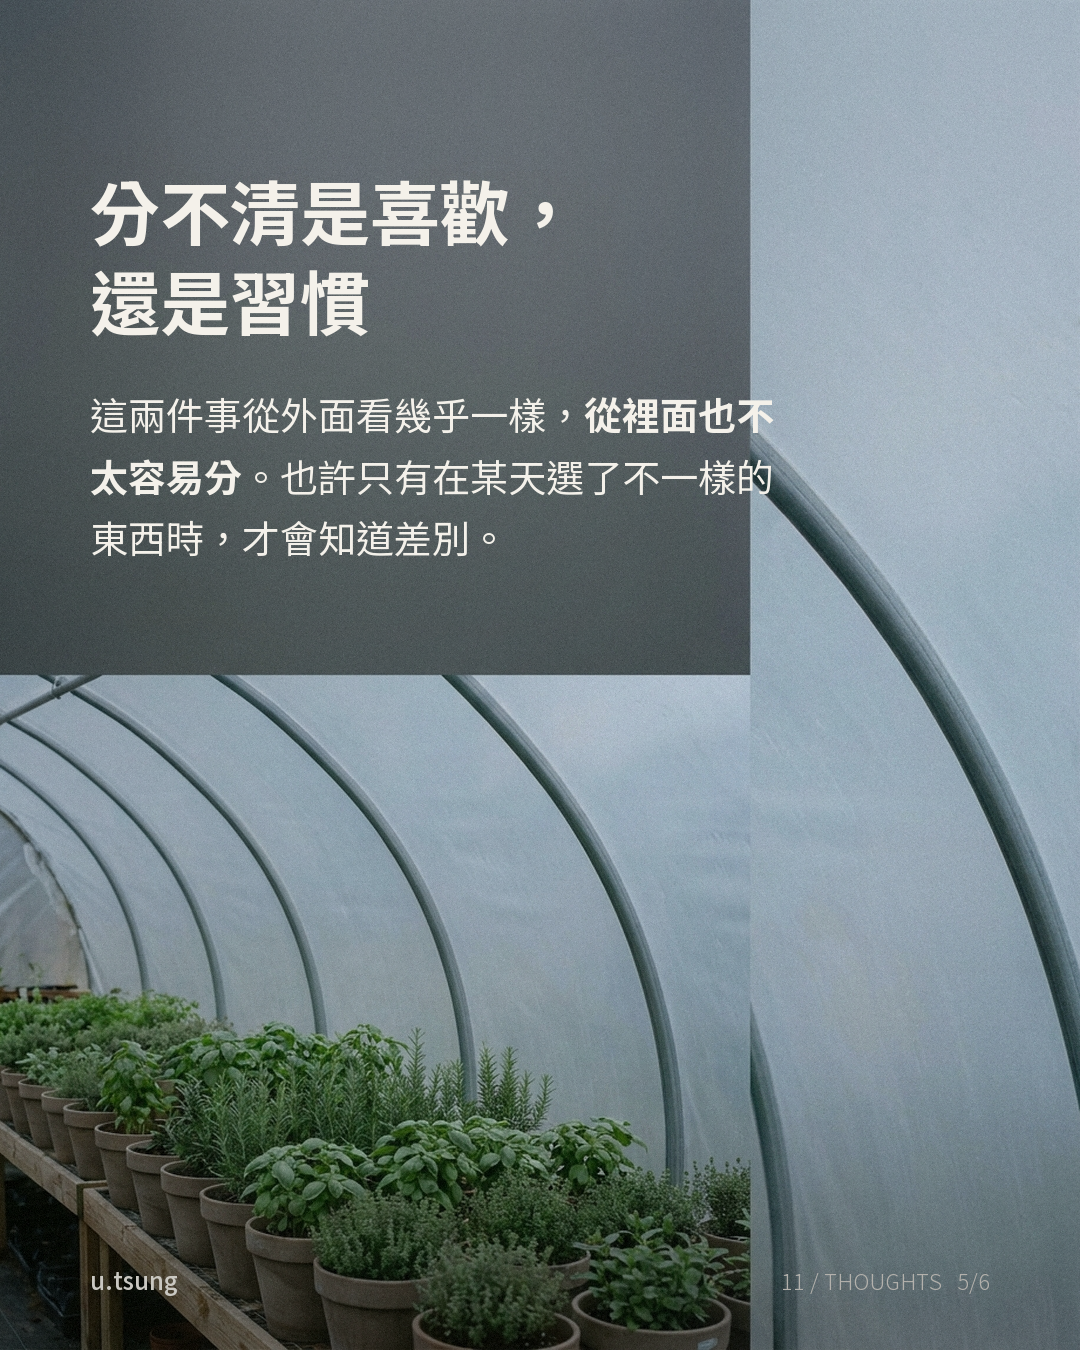 分不清是喜歡，
還是習慣
這兩件事從外面看幾乎一樣，從裡面也不
太容易分。也許只有在某天選了不一樣的
東西時，才會知道差別。
u.tsung
11 / THOUGHTS 5/6